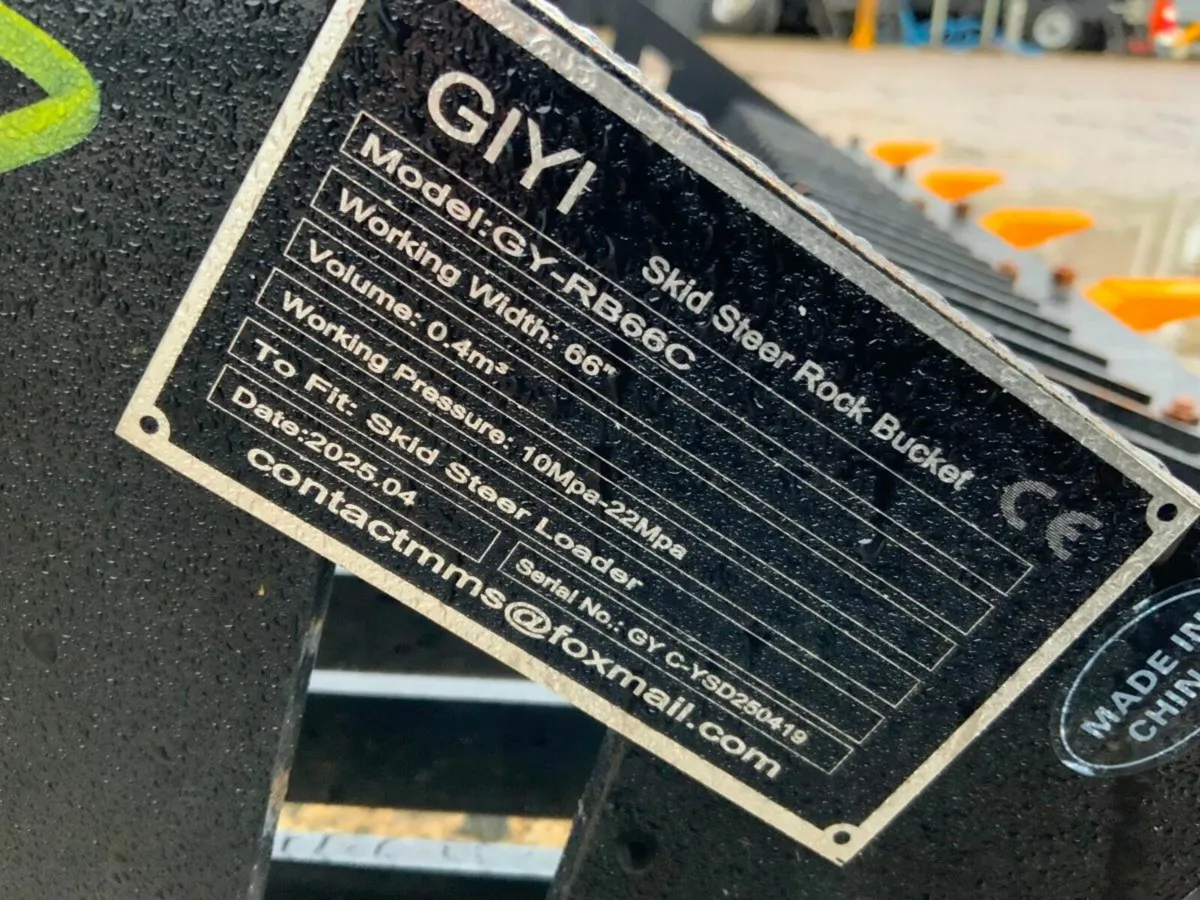 GIYI
Skid Steer Rock Bucket
CE
Model:GY-RB66C
Working Width: 66"
Volume: 0.4m³
Working Pressure: 10Mpa-22Mpa
To Fit: Skid Steer Loader
Date:2025.04
Serial No.: GY C-YSD250419
contactmms@foxmail.com
MADE IN
CHINA